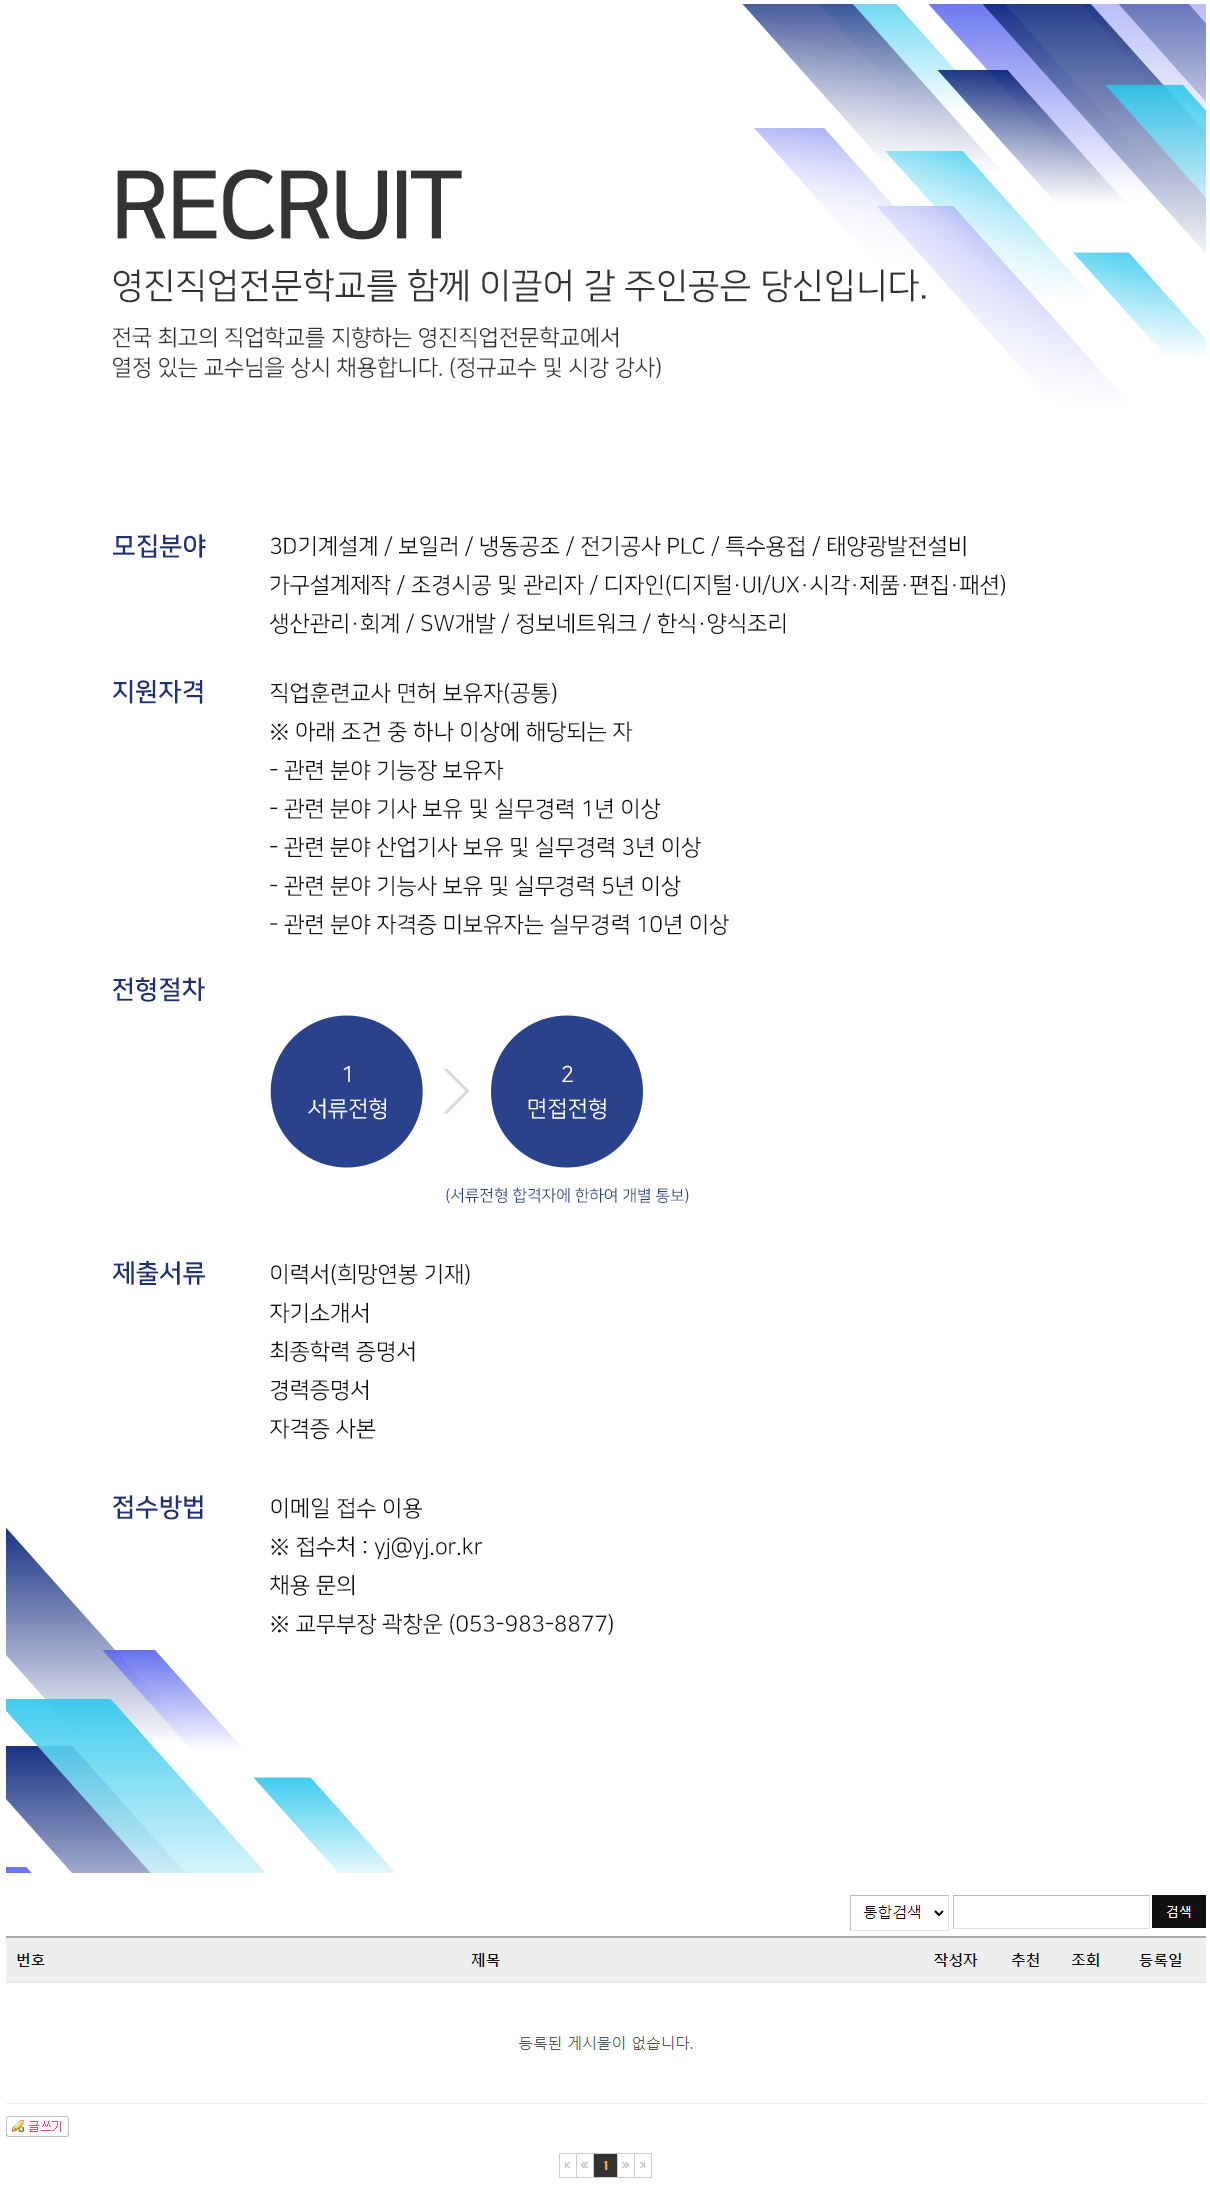 RECRUIT
영진직업전문학교를 함께 이끌어 갈 주인공은 당신입니다.
전국 최고의 직업학교를 지향하는 영진직업전문학교에서
열정 있는 교수님을 상시 채용합니다. (정규교수 및 시강 강사)
모집분야
3D기계설계 / 보일러 / 냉동공조 / 전기공사 PLC / 특수용접 / 태양광발전설비
가구설계제작 / 조경시공 및 관리자 / 디자인(디지털·UI/UX·시각·제품·편집·패션)
생산관리·회계 / SW개발 / 정보네트워크 / 한식·양식조리
지원자격
직업훈련교사 면허 보유자(공통)
※ 아래 조건 중 하나 이상에 해당되는 자
- 관련 분야 기능장 보유자
- 관련 분야 기사 보유 및 실무경력 1년 이상
- 관련 분야 산업기사 보유 및 실무경력 3년 이상
- 관련 분야 기능사 보유 및 실무경력 5년 이상
- 관련 분야 자격증 미보유자는 실무경력 10년 이상
전형절차
1
서류전형
2
면접전형
(서류전형 합격자에 한하여 개별 통보)
제출서류
이력서(희망연봉 기재)
자기소개서
최종학력 증명서
경력증명서
자격증 사본
접수방법
이메일 접수 이용
※ 접수처 : yj@yj.or.kr
채용 문의
※ 교무부장 곽창운 (053-983-8877)
통합검색 검색
번호 제목 작성자 추천 조회 등록일
등록된 게시물이 없습니다.
글쓰기
1